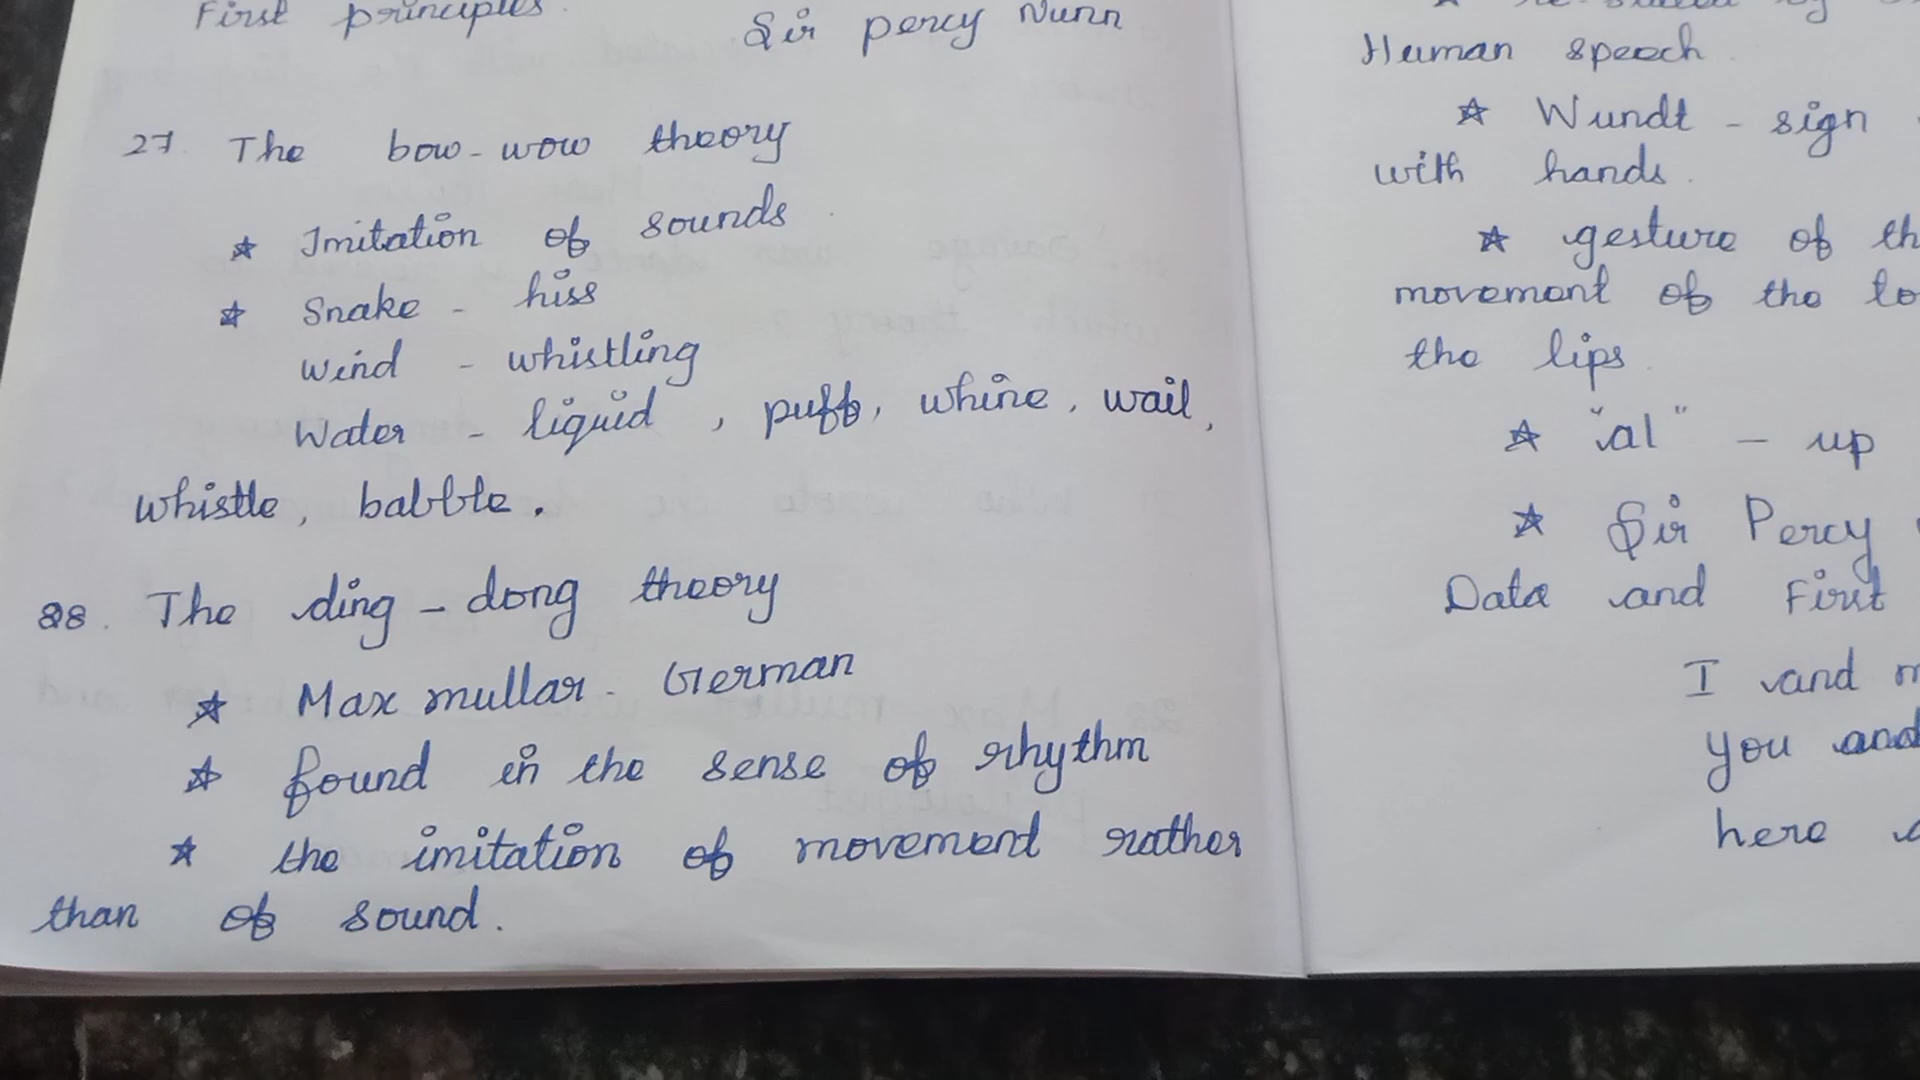 First principles.
Sir percy Nunn
27. The bow-wow theory
☆ Imitation of sounds.
☆ Snake - hiss
Wind - whistling
Water - liquid, puff, whine, wail,
whistle, babble.
28. The ding-dong theory
☆ Max mullar - German
☆ found in the sense of rhythm
☆ the imitation of movement rather
than of sound.
by
Human speech.
☆ Wundt - sign
with hands.
☆ gesture of
movement of the
the lips.
☆ "al" - up
☆ Sir Percy
Data and First
I and
you and
here